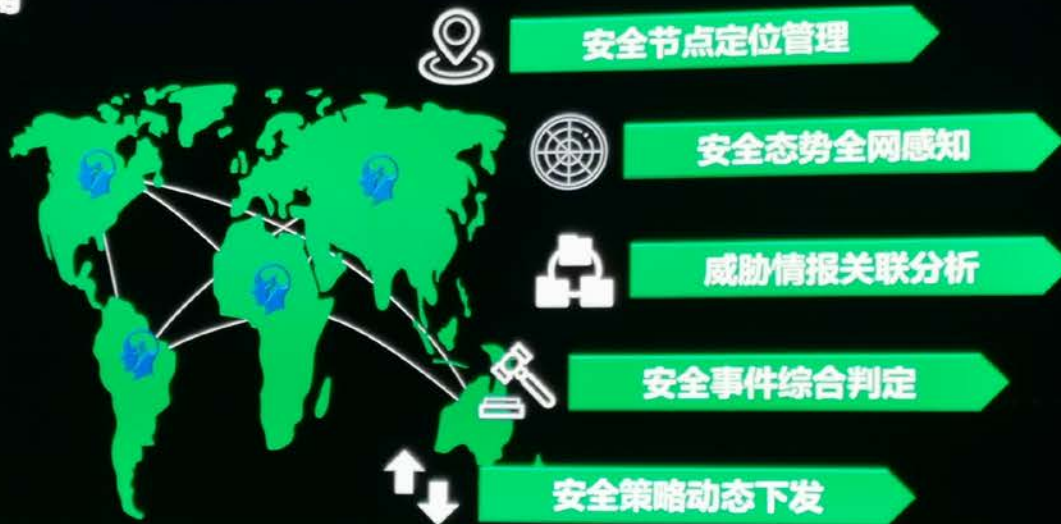 安全节点定位管理
安全态势全网感知
威胁情报关联分析
安全事件综合判定
安全策略动态下发